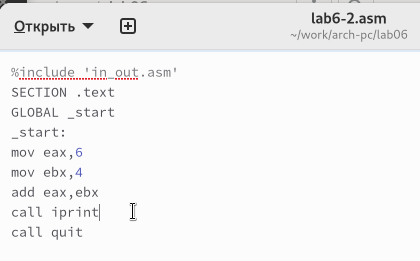 Открыть
lab6-2.asm
~/work/arch-pc/lab06
%include 'in_out.asm'
SECTION .text
GLOBAL _start
_start:
mov eax,6
mov ebx,4
add eax,ebx
call iprint
call quit